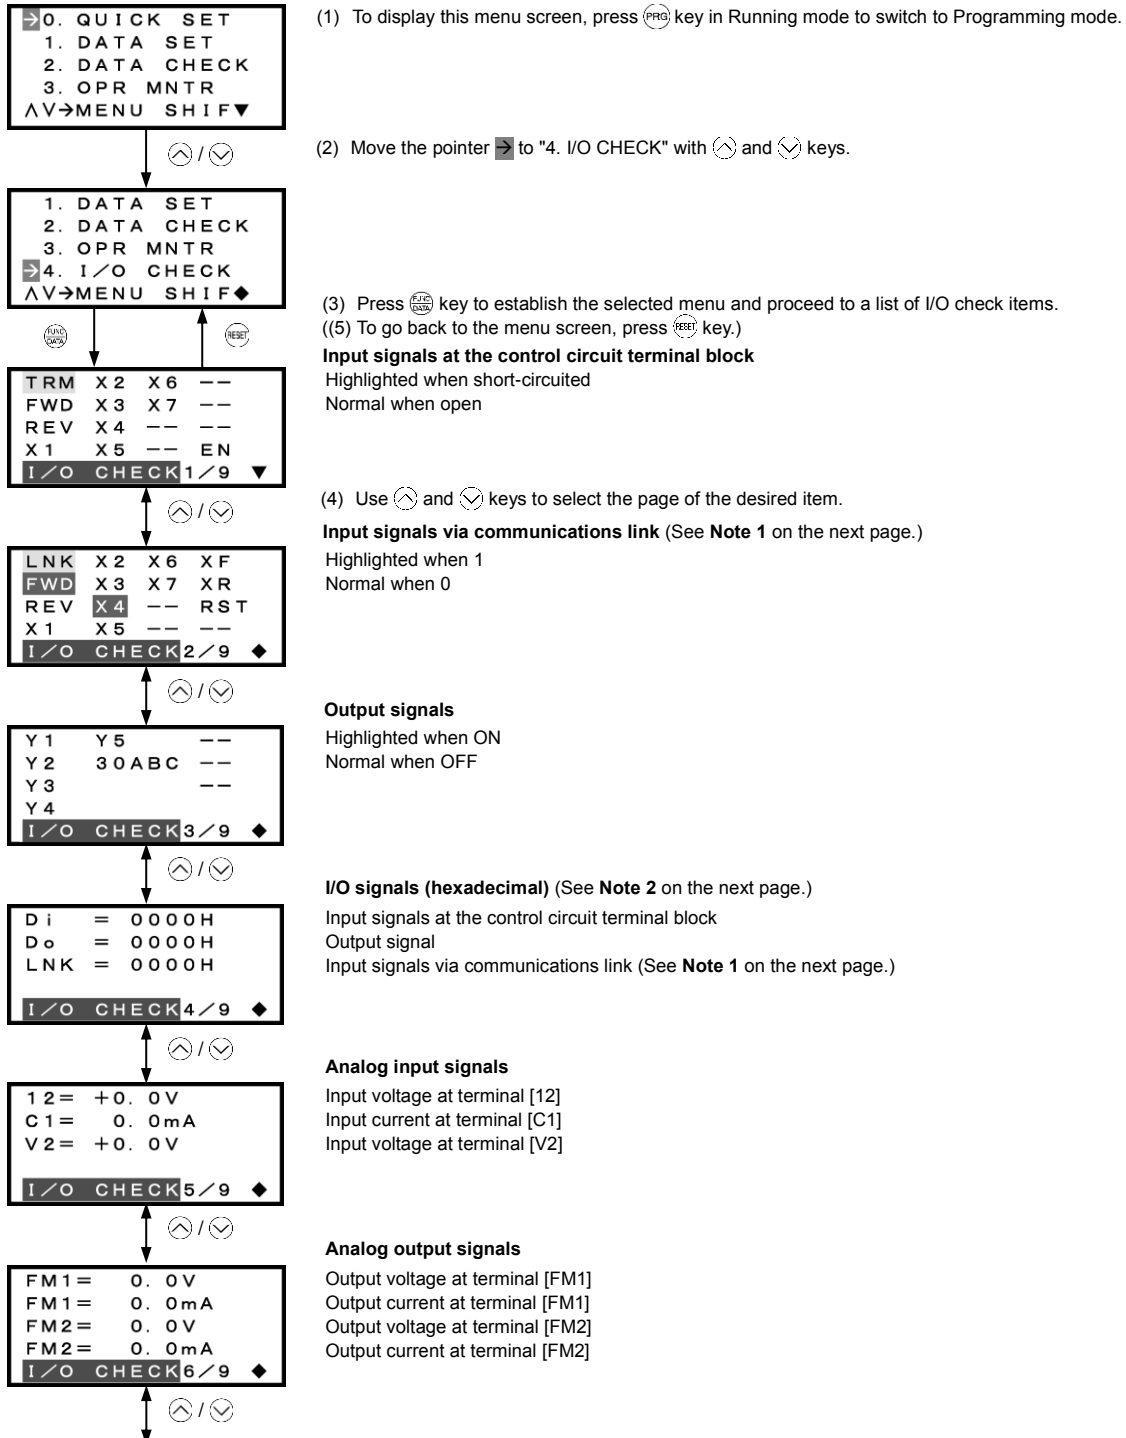 →0. QUICK SET
1. DATA SET
2. DATA CHECK
3. OPR MNTR
∧∨→MENU SHIF▼
(1) To display this menu screen, press PRG key in Running mode to switch to Programming mode.
∧ / ∨
(2) Move the pointer → to "4. I/O CHECK" with ∧ and ∨ keys.
1. DATA SET
2. DATA CHECK
3. OPR MNTR
→4. I/O CHECK
∧∨→MENU SHIF◆
FUNC DATA
RESET
(3) Press FUNC DATA key to establish the selected menu and proceed to a list of I/O check items.
((5) To go back to the menu screen, press RESET key.)
Input signals at the control circuit terminal block
Highlighted when short-circuited
Normal when open
TRM X2 X6 −−
FWD X3 X7 −−
REV X4 −− −−
X1 X5 −− EN
I/O CHECK 1/9 ▼
∧ / ∨
(4) Use ∧ and ∨ keys to select the page of the desired item.
Input signals via communications link (See Note 1 on the next page.)
Highlighted when 1
Normal when 0
LNK X2 X6 XF
FWD X3 X7 XR
REV X4 −− RST
X1 X5 −− −−
I/O CHECK 2/9 ◆
∧ / ∨
Output signals
Highlighted when ON
Normal when OFF
Y1 Y5 −−
Y2 30ABC −−
Y3 −−
Y4
I/O CHECK 3/9 ◆
∧ / ∨
I/O signals (hexadecimal) (See Note 2 on the next page.)
Input signals at the control circuit terminal block
Output signal
Input signals via communications link (See Note 1 on the next page.)
Di = 0000H
Do = 0000H
LNK = 0000H
I/O CHECK 4/9 ◆
∧ / ∨
Analog input signals
Input voltage at terminal [12]
Input current at terminal [C1]
Input voltage at terminal [V2]
12= +0. 0V
C1= 0. 0mA
V2= +0. 0V
I/O CHECK 5/9 ◆
∧ / ∨
Analog output signals
Output voltage at terminal [FM1]
Output current at terminal [FM1]
Output voltage at terminal [FM2]
Output current at terminal [FM2]
FM1= 0. 0V
FM1= 0. 0mA
FM2= 0. 0V
FM2= 0. 0mA
I/O CHECK 6/9 ◆
∧ / ∨